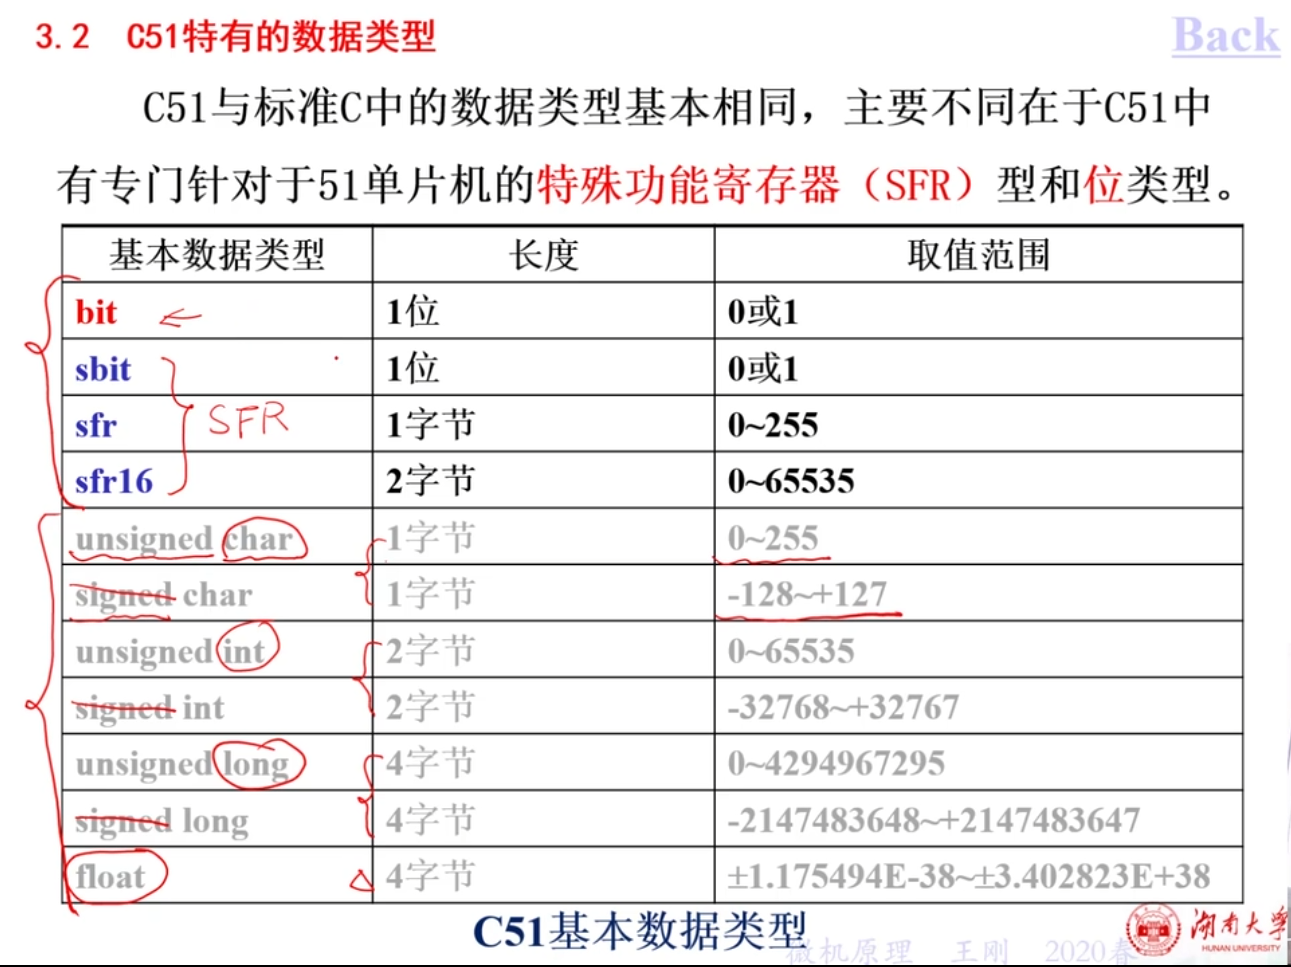 3.2 C51特有的数据类型
Back
C51与标准C中的数据类型基本相同，主要不同在于C51中
有专门针对于51单片机的特殊功能寄存器（SFR）型和位类型。
基本数据类型 长度 取值范围
bit 1位 0或1
sbit 1位 0或1
sfr 1字节 0~255
SFR
sfr16 2字节 0~65535
unsigned char 1字节 0~255
signed char 1字节 -128~+127
unsigned int 2字节 0~65535
signed int 2字节 -32768~+32767
unsigned long 4字节 0~4294967295
signed long 4字节 -2147483648~+2147483647
float 4字节 ±1.175494E-38~±3.402823E+38
C51基本数据类型
微机原理 王刚 2020春
湖南大学
HUNAN UNIVERSITY